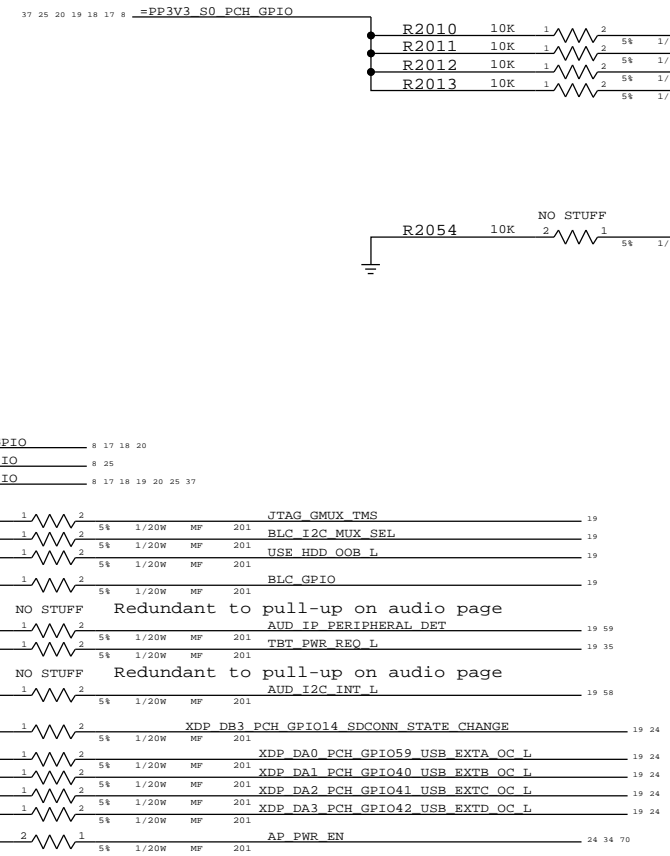 37 25 20 19 18 17 8 =PP3V3_S0_PCH_GPIO
R2010 10K 1 2
5% 1/
R2011 10K 1 2
5% 1/
R2012 10K 1 2
5% 1/
R2013 10K 1 2
5% 1/
NO STUFF
R2054 10K 2 1
5% 1/
PIO 8 17 18 20
IO 8 25
IO 8 17 18 19 20 25 37
1 2 JTAG_GMUX_TMS 19
5% 1/20W MF 201
1 2 BLC_I2C_MUX_SEL 19
5% 1/20W MF 201
1 2 USE_HDD_OOB_L 19
5% 1/20W MF 201
1 2 BLC_GPIO 19
5% 1/20W MF 201
NO STUFF Redundant to pull-up on audio page
1 2 AUD_IP_PERIPHERAL_DET 19 59
5% 1/20W MF 201
1 2 TBT_PWR_REQ_L 19 35
5% 1/20W MF 201
NO STUFF Redundant to pull-up on audio page
1 2 AUD_I2C_INT_L 19 58
5% 1/20W MF 201
1 2 XDP_DB3_PCH_GPIO14_SDCONN_STATE_CHANGE 19 24
5% 1/20W MF 201
1 2 XDP_DA0_PCH_GPIO59_USB_EXTA_OC_L 19 24
5% 1/20W MF 201
1 2 XDP_DA1_PCH_GPIO40_USB_EXTB_OC_L 19 24
5% 1/20W MF 201
1 2 XDP_DA2_PCH_GPIO41_USB_EXTC_OC_L 19 24
5% 1/20W MF 201
1 2 XDP_DA3_PCH_GPIO42_USB_EXTD_OC_L 19 24
5% 1/20W MF 201
2 1 AP_PWR_EN 24 34 70
5% 1/20W MF 201